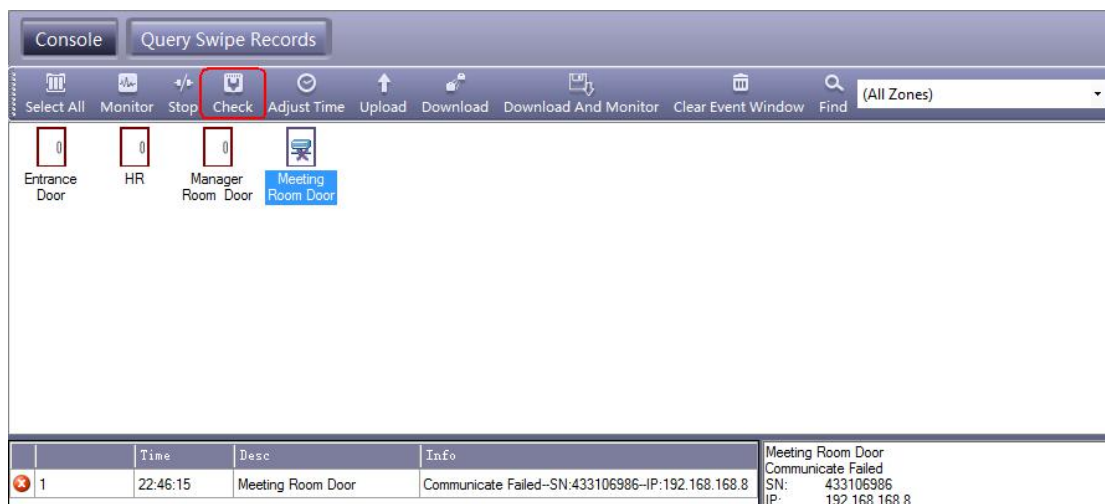 Console Query Swipe Records
Select All Monitor Stop Check Adjust Time Upload Download Download And Monitor Clear Event Window Find (All Zones)
Entrance Door
HR
Manager Room Door
Meeting Room Door
Time Desc Info
1 22:46:15 Meeting Room Door Communicate Failed--SN:433106986--IP:192.168.168.8
Meeting Room Door
Communicate Failed
SN: 433106986
IP: 192.168.168.8